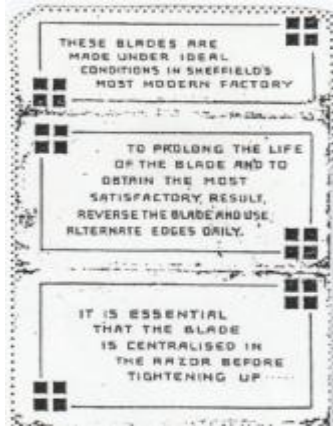 THESE BLADES ARE
MADE UNDER IDEAL
CONDITIONS IN SHEFFIELD'S
MOST MODERN FACTORY
TO PROLONG THE LIFE
OF THE BLADE AND TO
OBTAIN THE MOST
SATISFACTORY, RESULT,
REVERSE THE BLADE AND USE
ALTERNATE EDGES DAILY.
IT IS ESSENTIAL
THAT THE BLADE
IS CENTRALISED IN
THE RAZOR BEFORE
TIGHTENING UP ·····